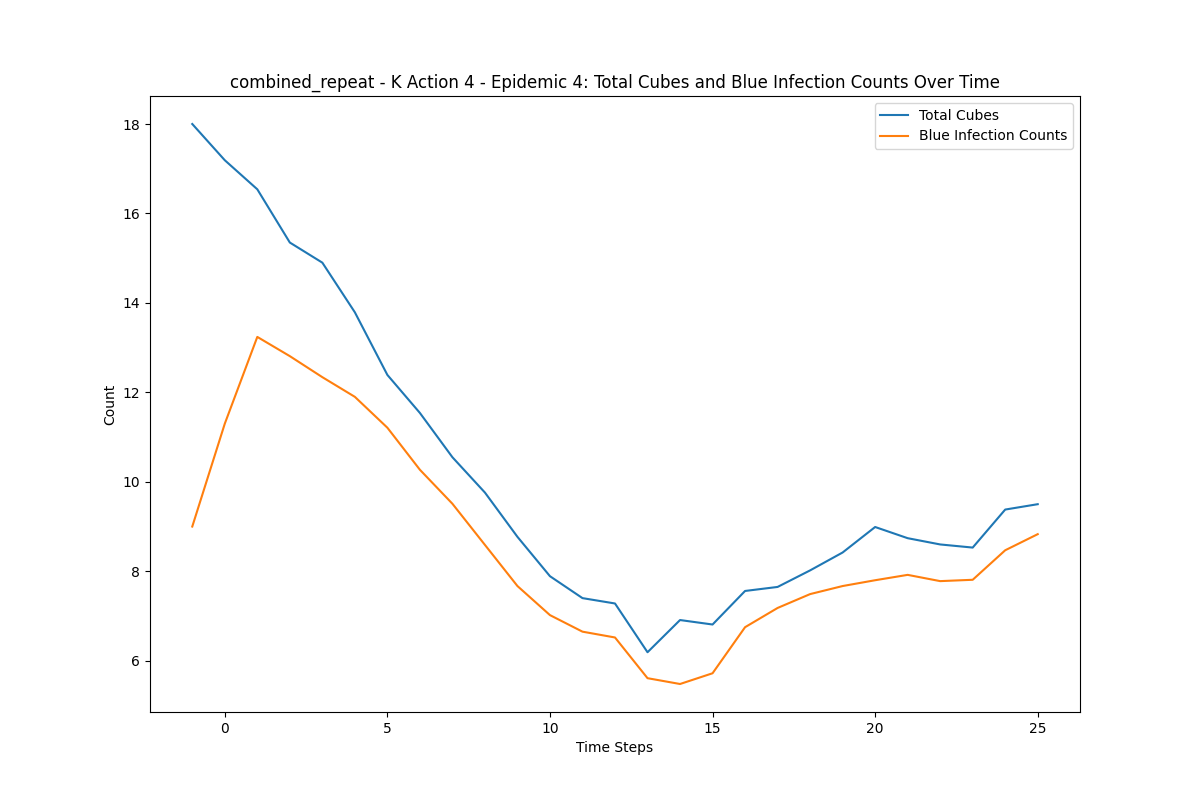 combined_repeat - K Action 4 - Epidemic 4: Total Cubes and Blue Infection Counts Over Time
Total Cubes
Blue Infection Counts
18
16
14
12
10
8
6
Count
0 5 10 15 20 25
Time Steps